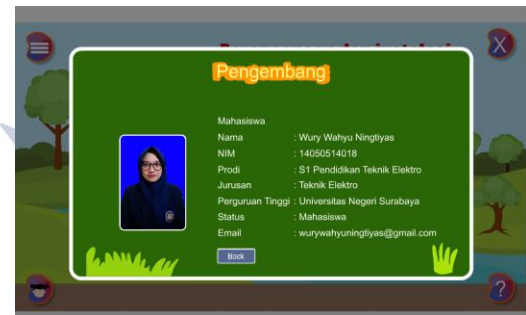 Pengembang
Mahasiswa
Nama : Wury Wahyu Ningtiyas
NIM : 14050514018
Prodi : S1 Pendidikan Teknik Elektro
Jurusan : Teknik Elektro
Perguruan Tinggi : Universitas Negeri Surabaya
Status : Mahasiswa
Email : wurywahyuningtiyas@gmail.com
X
?